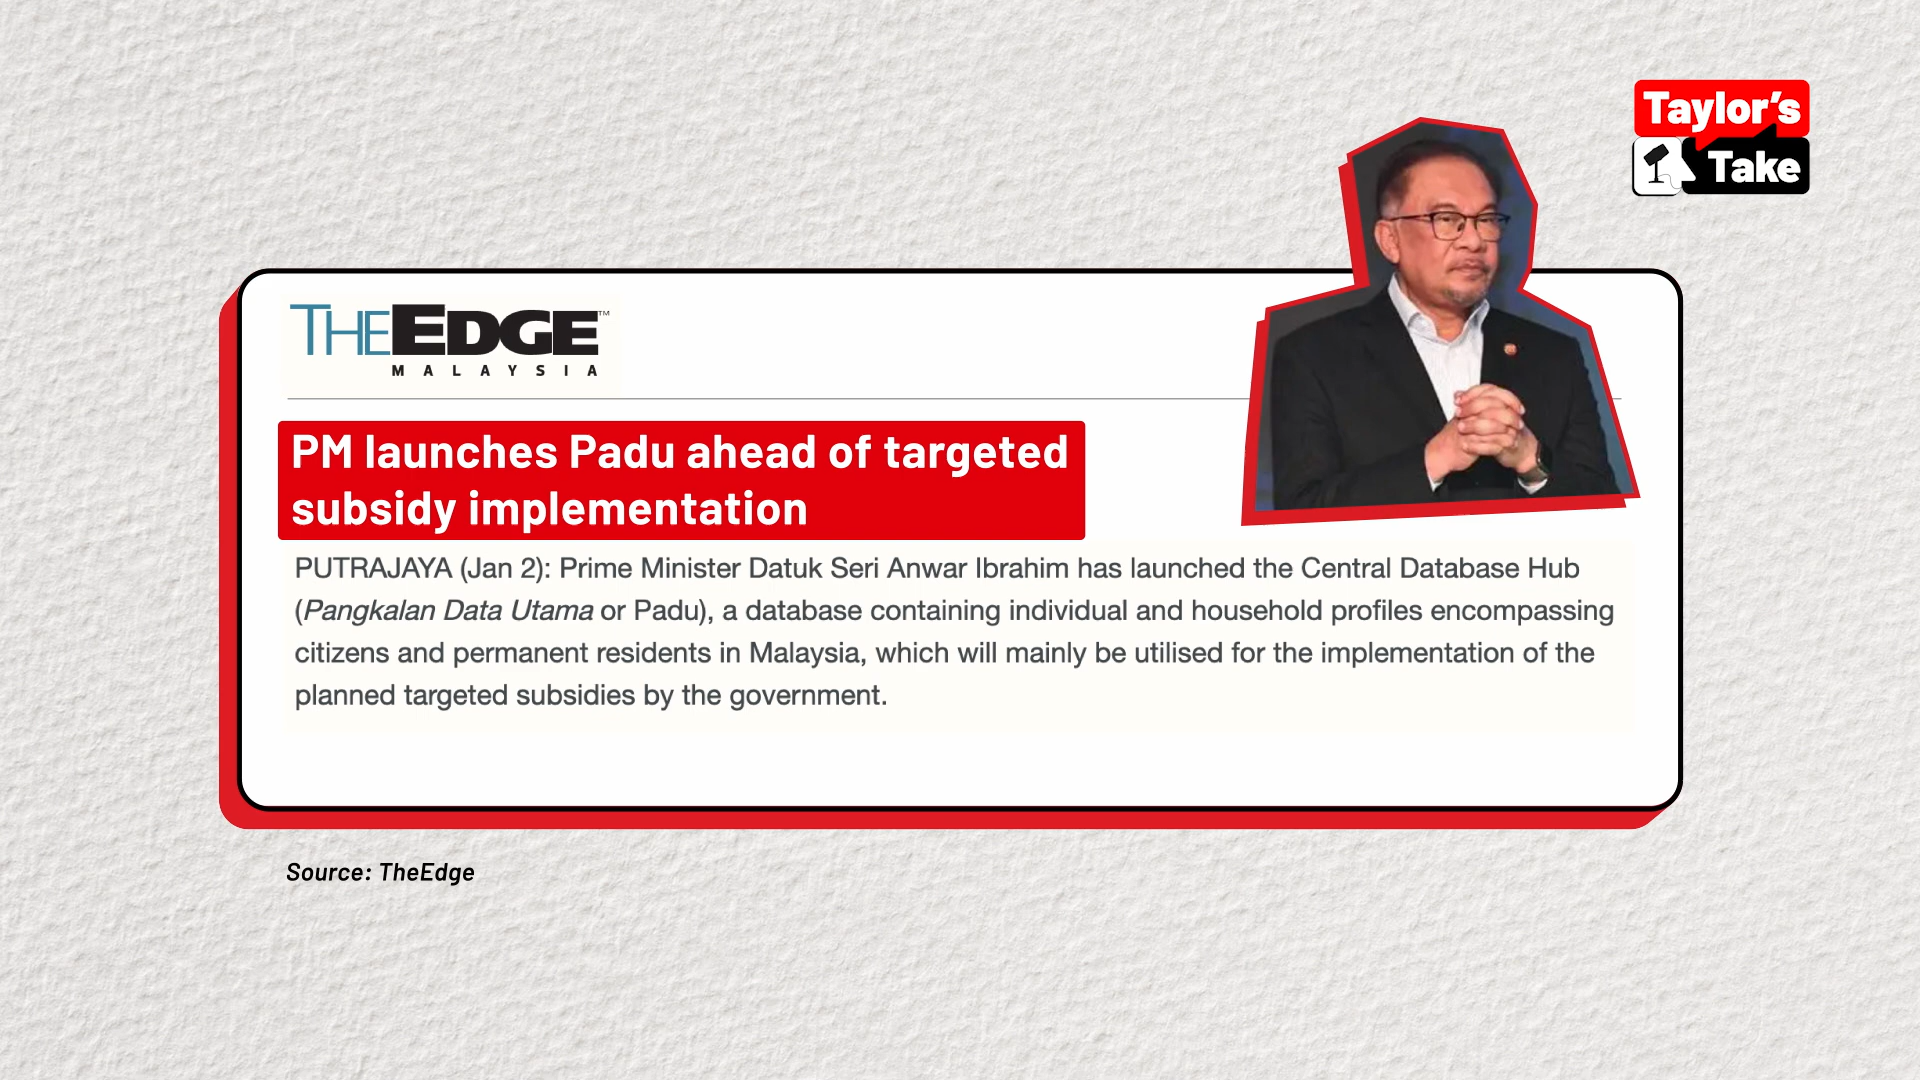 Taylor's
Take
THEEDGE™
MALAYSIA
PM launches Padu ahead of targeted
subsidy implementation
PUTRAJAYA (Jan 2): Prime Minister Datuk Seri Anwar Ibrahim has launched the Central Database Hub
(Pangkalan Data Utama or Padu), a database containing individual and household profiles encompassing
citizens and permanent residents in Malaysia, which will mainly be utilised for the implementation of the
planned targeted subsidies by the government.
Source: TheEdge